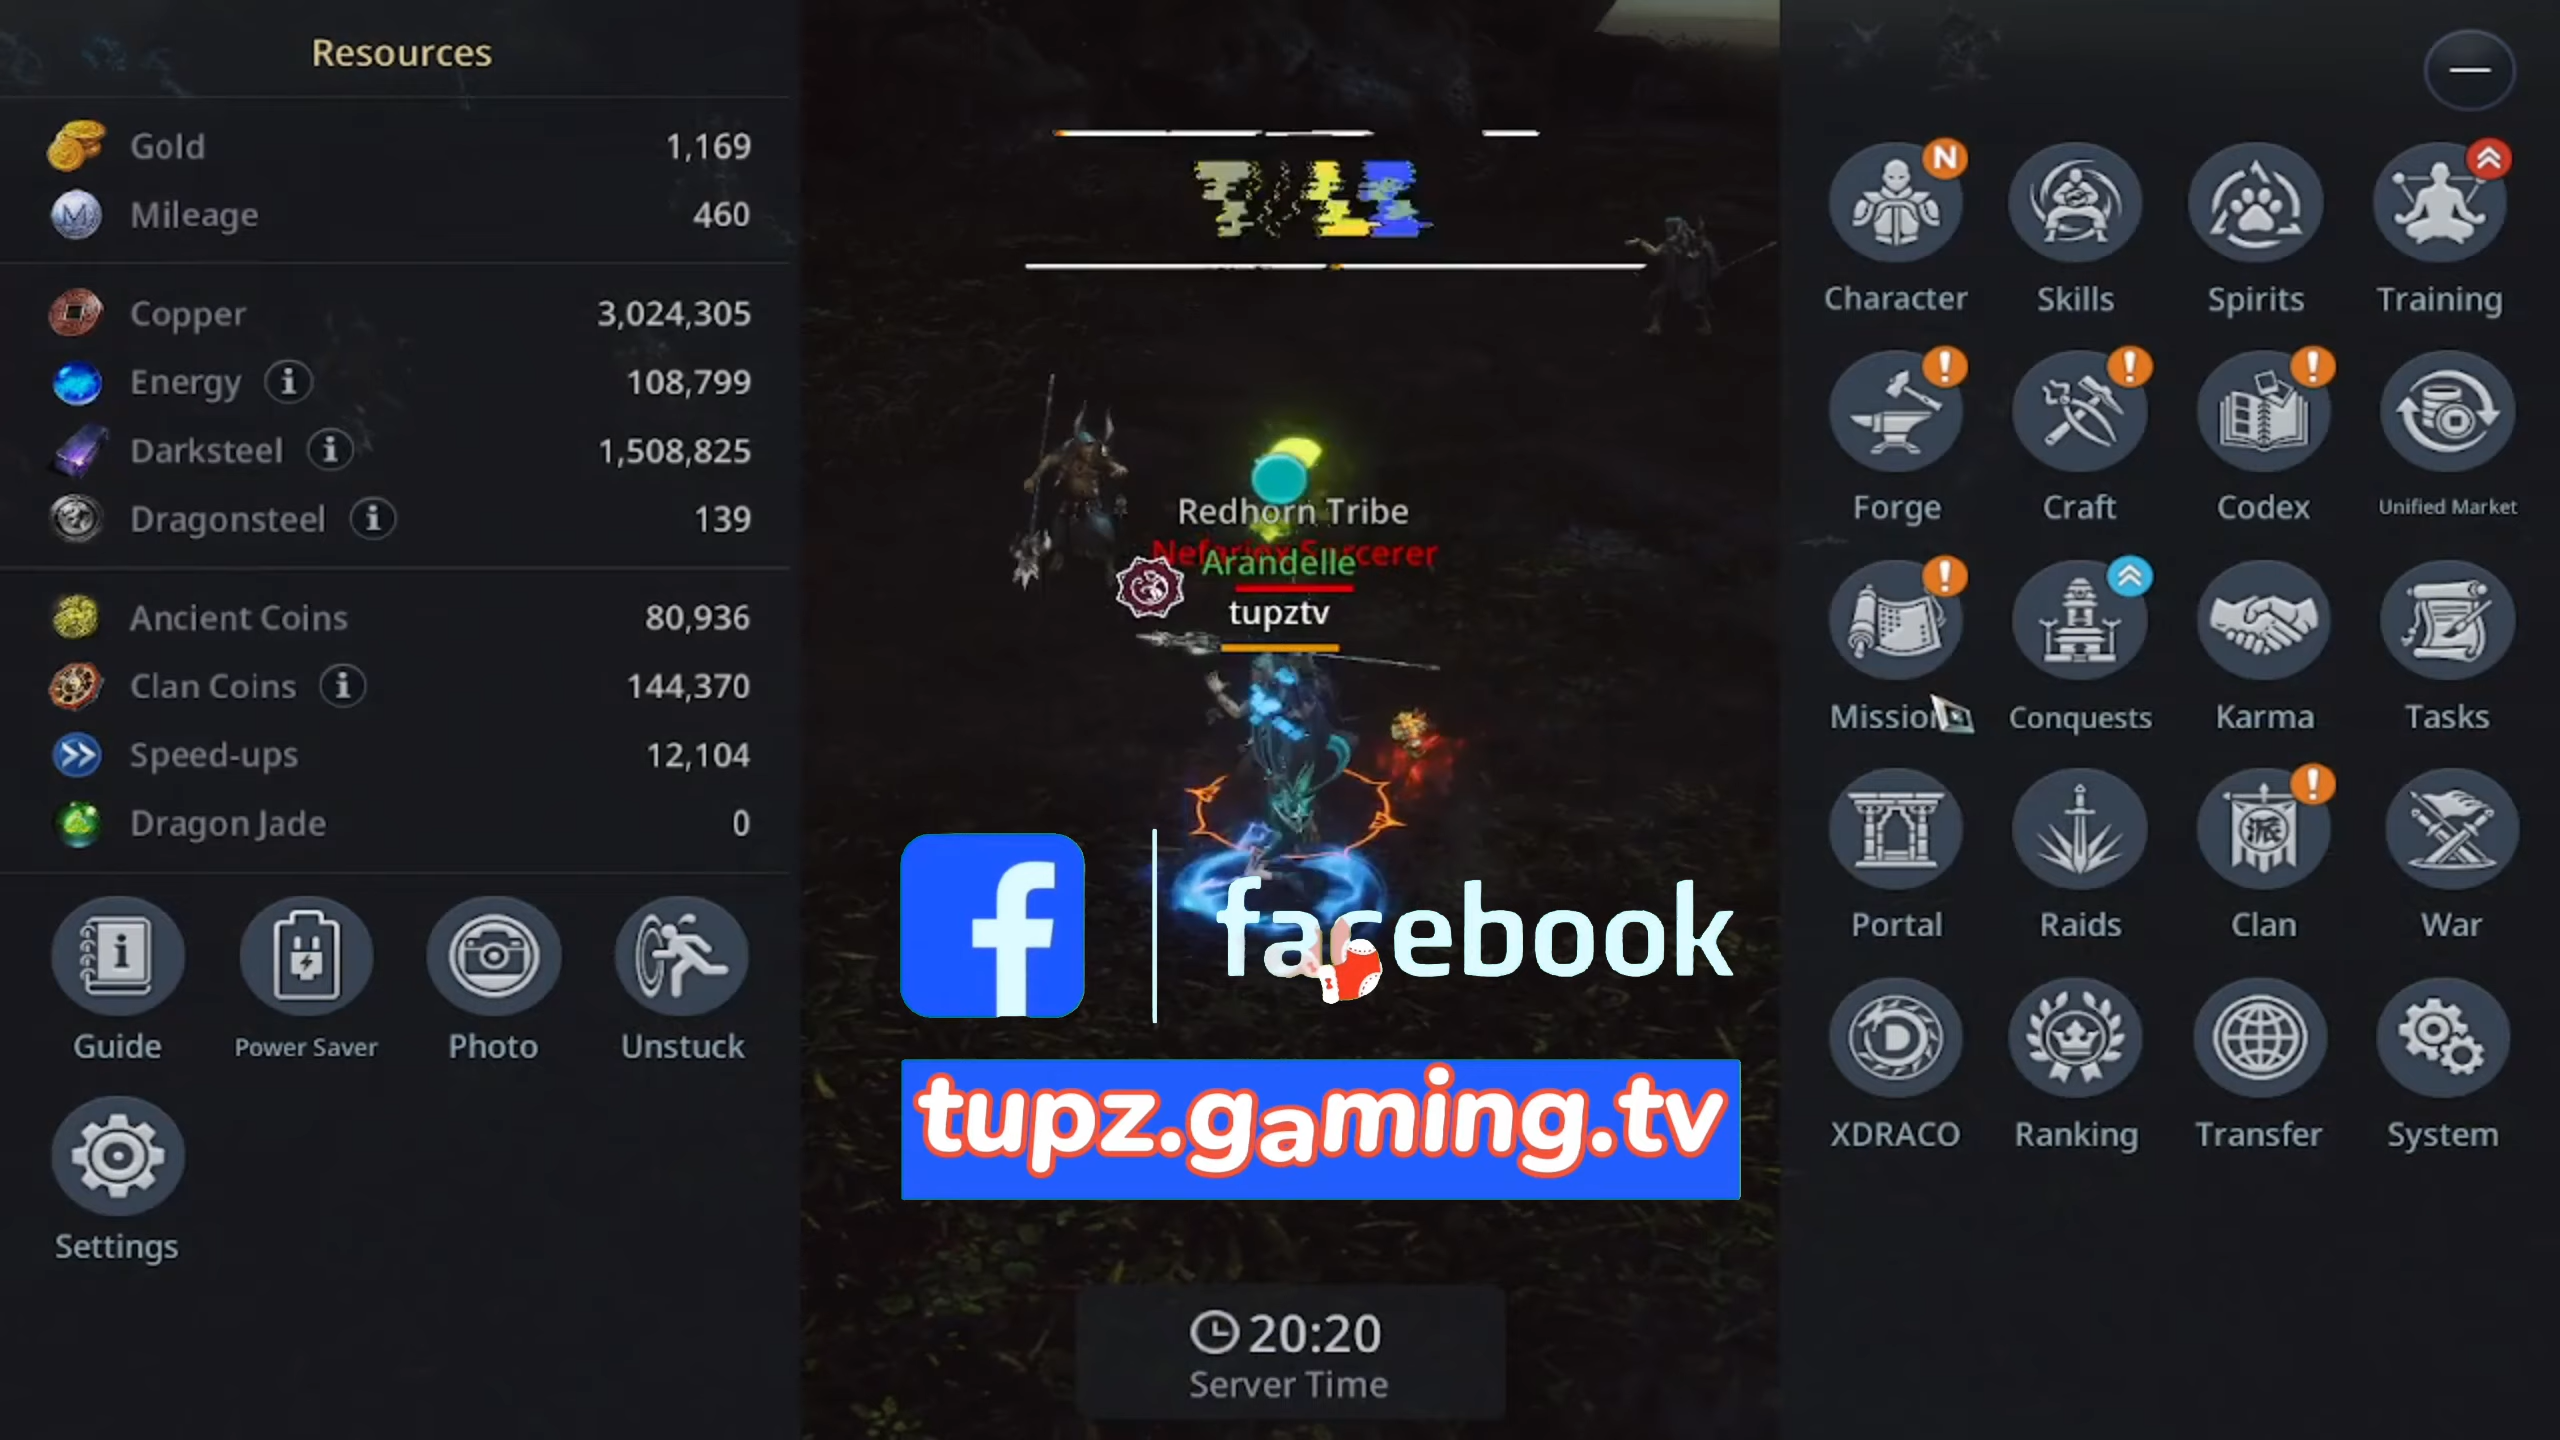 Resources
Gold 1,169
Mileage 460
Copper 3,024,305
Energy 108,799
Darksteel 1,508,825
Dragonsteel 139
Ancient Coins 80,936
Clan Coins 144,370
Speed-ups 12,104
Dragon Jade 0
Guide Power Saver Photo Unstuck
Settings
Redhorn Tribe
Arandelle
tupztv
facebook
tupz.gaming.tv
20:20
Server Time
N
Character Skills Spirits Training
Forge Craft Codex Unified Market
Mission Conquests Karma Tasks
Portal Raids Clan War
XDRACO Ranking Transfer System